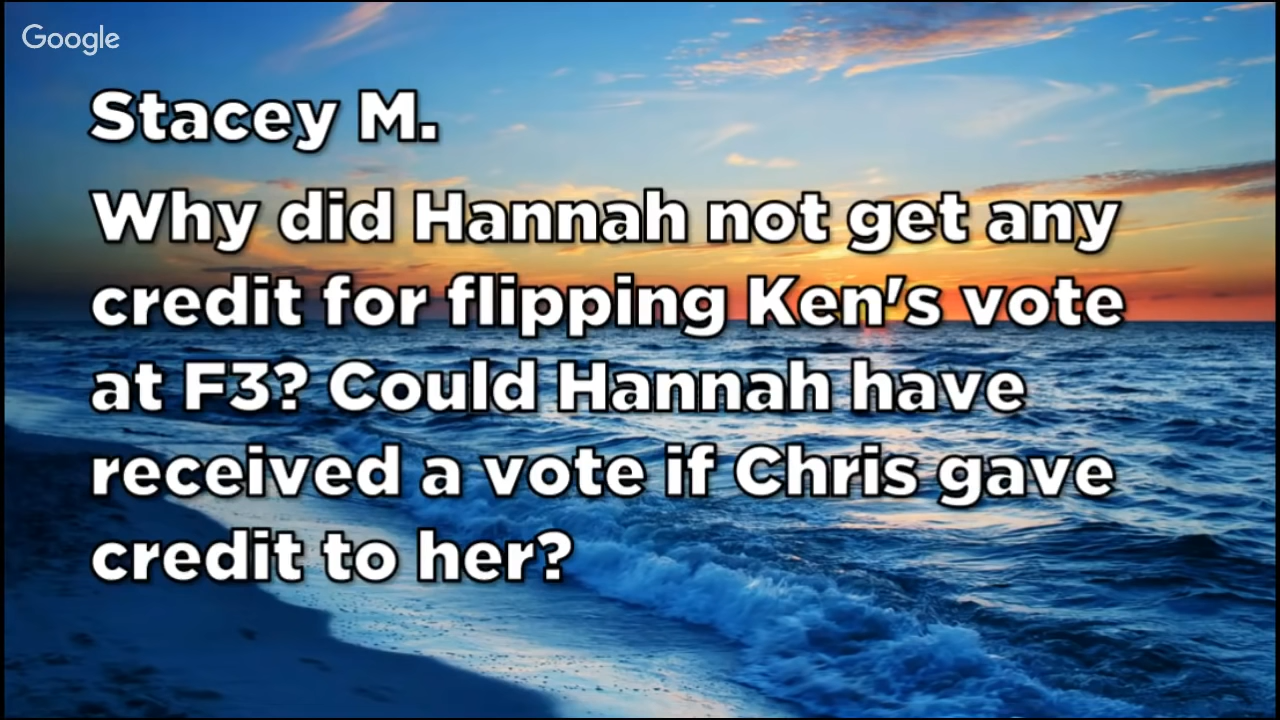 Google
Stacey M.
Why did Hannah not get any
credit for flipping Ken's vote
at F3? Could Hannah have
received a vote if Chris gave
credit to her?